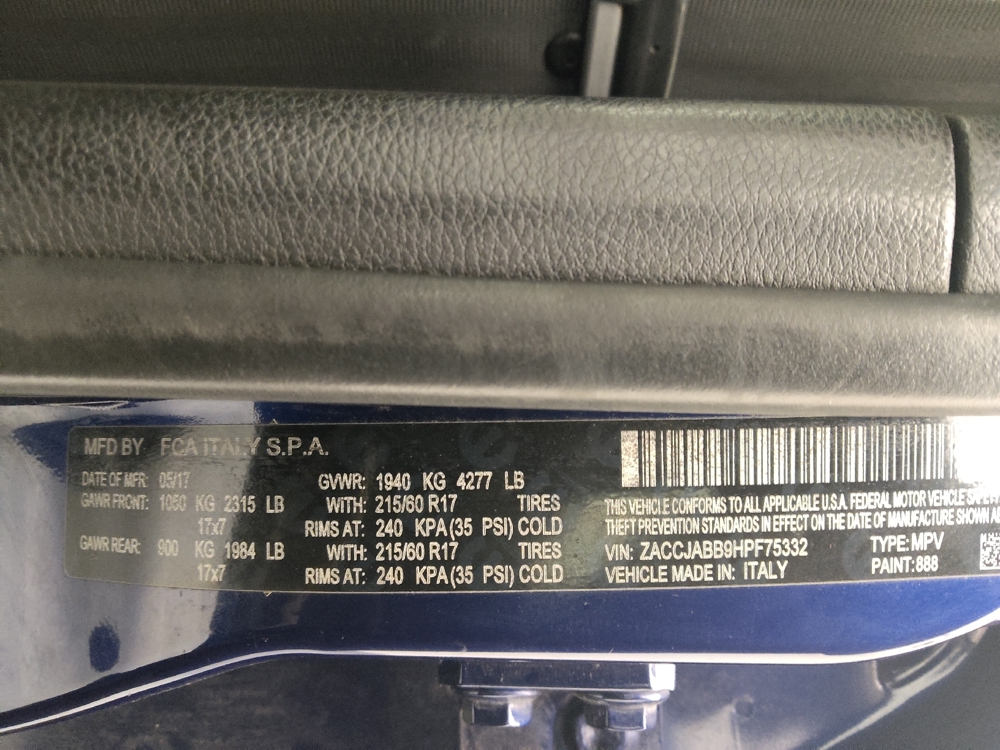 MFD BY FCA ITALY S.P.A.
DATE OF MFR: 05/17 GVWR: 1940 KG 4277 LB
GAWR FRONT: 1050 KG 2315 LB WITH: 215/60 R17 TIRES
17x7 RIMS AT: 240 KPA(35 PSI) COLD
GAWR REAR: 900 KG 1984 LB WITH: 215/60 R17 TIRES
17x7 RIMS AT: 240 KPA(35 PSI) COLD
THIS VEHICLE CONFORMS TO ALL APPLICABLE U.S.A. FEDERAL MOTOR VEHICLE SAFETY
THEFT PREVENTION STANDARDS IN EFFECT ON THE DATE OF MANUFACTURE SHOWN
VIN: ZACCJABB9HPF75332 TYPE: MPV
VEHICLE MADE IN: ITALY PAINT: 888